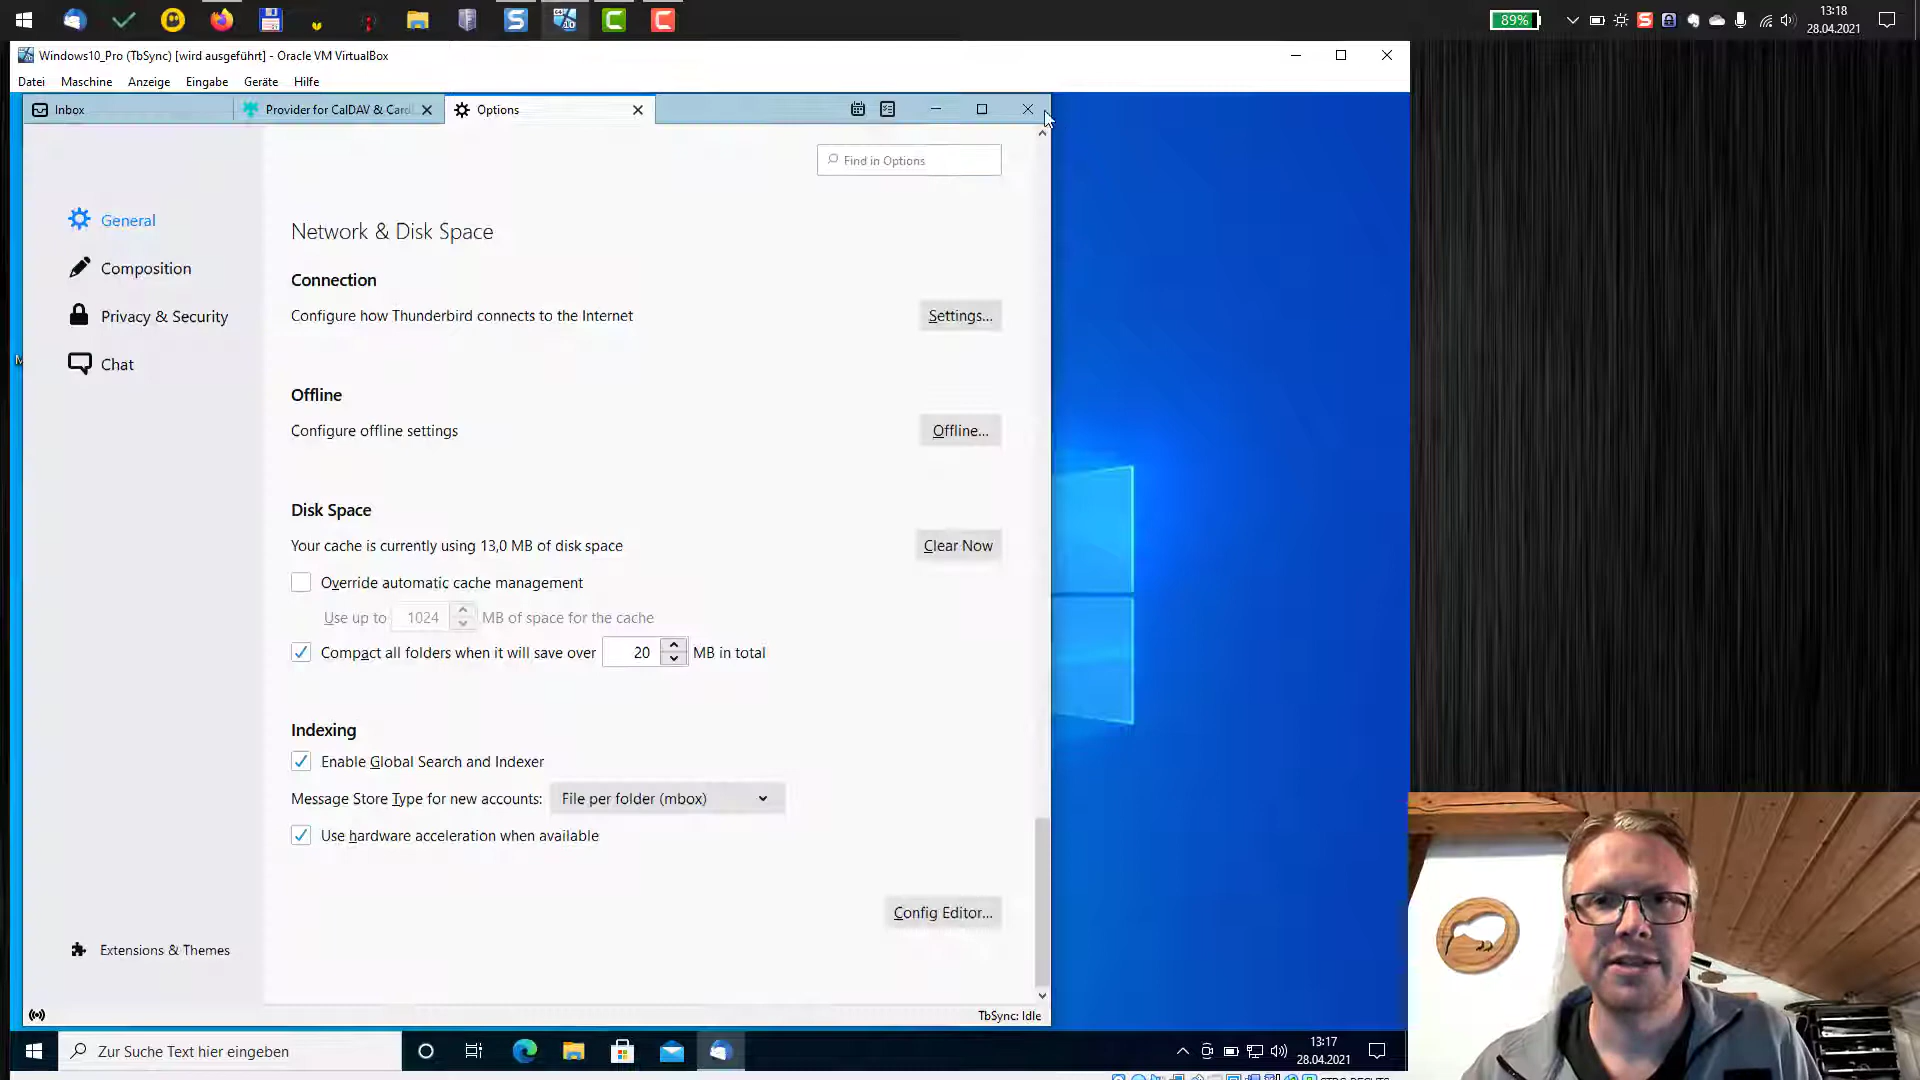 89%
13:18
28.04.2021
Windows10_Pro (TbSync) [wird ausgeführt] - Oracle VM VirtualBox
Datei Maschine Anzeige Eingabe Geräte Hilfe
Inbox
Provider for CalDAV & Card
Options
Find in Options
General
Composition
Privacy & Security
Chat
Extensions & Themes
Network & Disk Space
Connection
Configure how Thunderbird connects to the Internet
Settings...
Offline
Configure offline settings
Offline...
Disk Space
Your cache is currently using 13,0 MB of disk space
Clear Now
Override automatic cache management
Use up to 1024 MB of space for the cache
Compact all folders when it will save over 20 MB in total
Indexing
Enable Global Search and Indexer
Message Store Type for new accounts: File per folder (mbox)
Use hardware acceleration when available
Config Editor...
TbSync: Idle
Zur Suche Text hier eingeben
13:17
28.04.2021